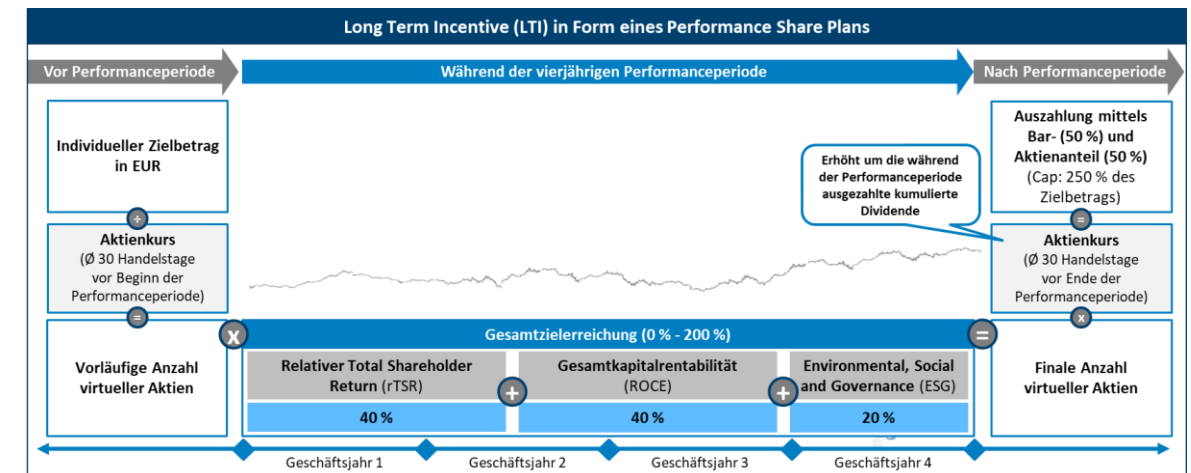 Long Term Incentive (LTI) in Form eines Performance Share Plans
Vor Performanceperiode
Während der vierjährigen Performanceperiode
Nach Performanceperiode
Individueller Zielbetrag
in EUR
÷
Aktienkurs
(Ø 30 Handelstage
vor Beginn der
Performanceperiode)
=
Vorläufige Anzahl
virtueller Aktien
x
Erhöht um die während
der Performanceperiode
ausgezahlte kumulierte
Dividende
Gesamtzielerreichung (0 % - 200 %)
Relativer Total Shareholder
Return (rTSR)
40 %
+
Gesamtkapitalrentabilität
(ROCE)
40 %
+
Environmental, Social
and Governance (ESG)
20 %
=
Auszahlung mittels
Bar- (50 %) und
Aktienanteil (50 %)
(Cap: 250 % des
Zielbetrags)
=
Aktienkurs
(Ø 30 Handelstage
vor Ende der
Performanceperiode)
x
Finale Anzahl
virtueller Aktien
Geschäftsjahr 1
Geschäftsjahr 2
Geschäftsjahr 3
Geschäftsjahr 4